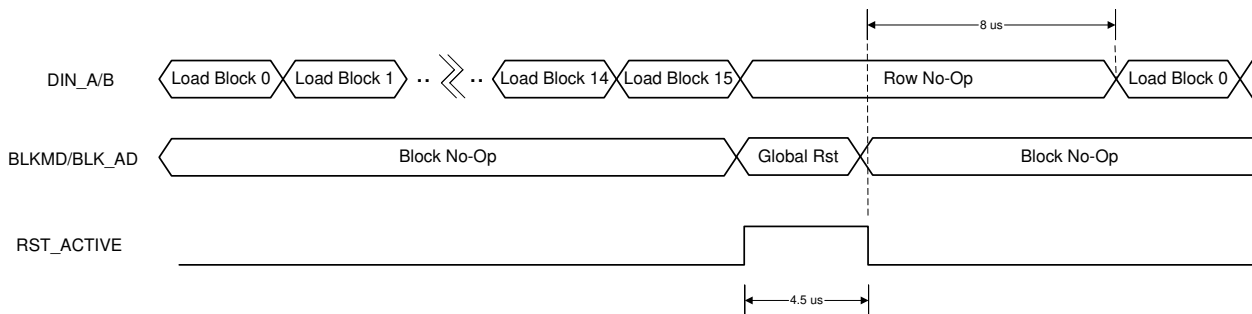 8 us
DIN_A/B Load Block 0 Load Block 1 .. .. Load Block 14 Load Block 15 Row No-Op Load Block 0
BLKMD/BLK_AD Block No-Op Global Rst Block No-Op
RST_ACTIVE
4.5 us